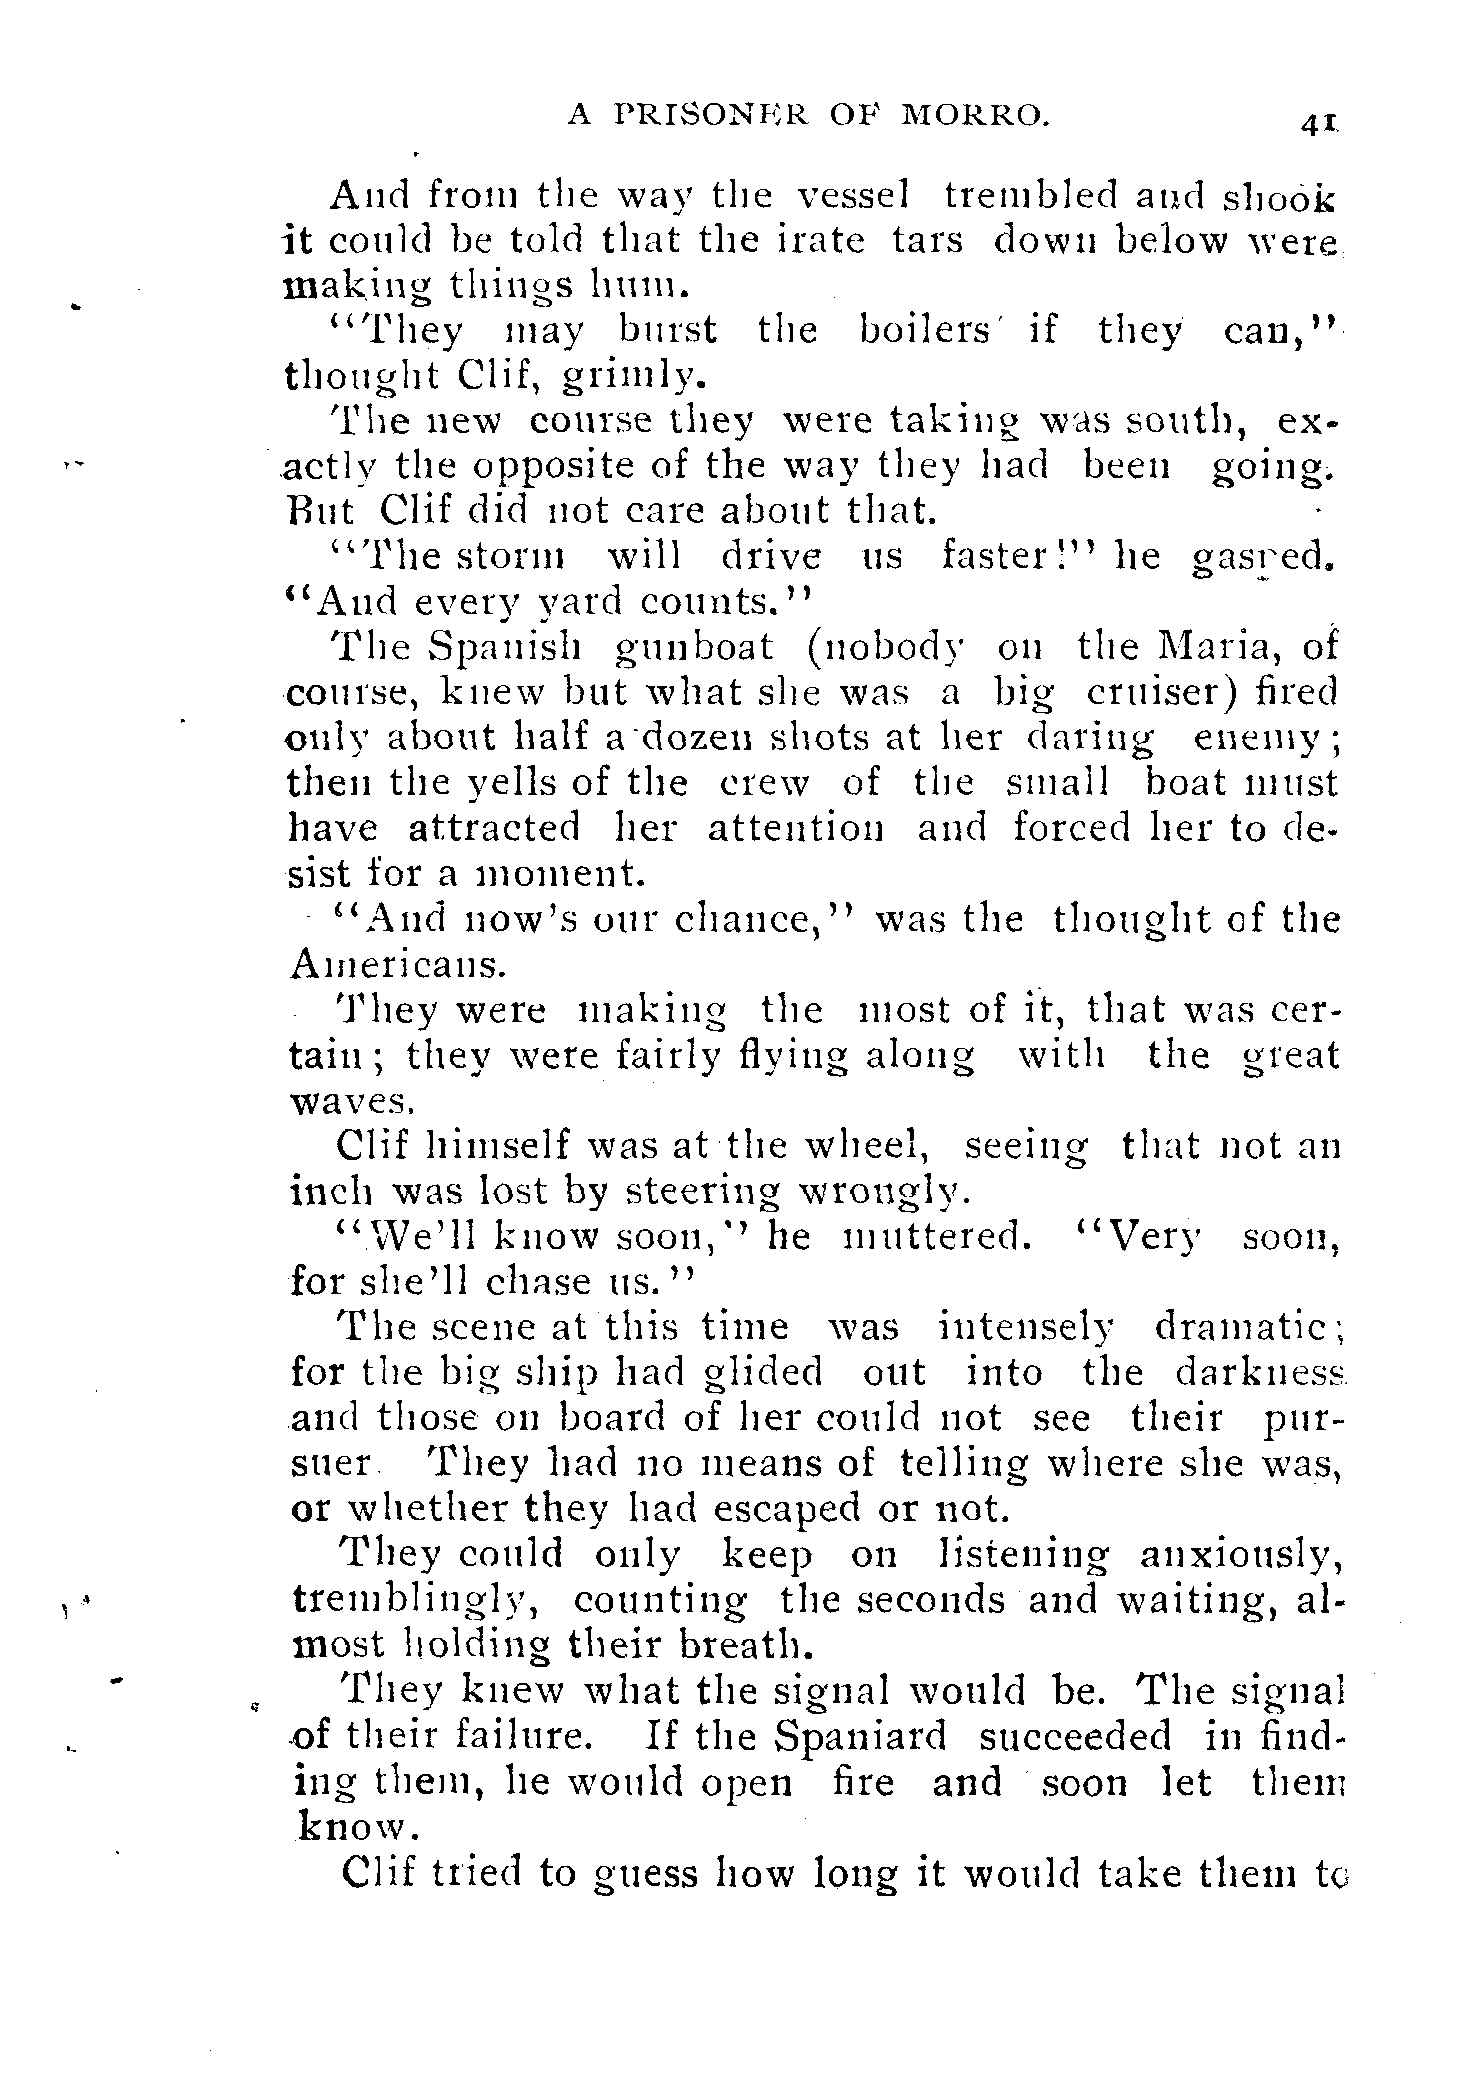 A PRISONER OF MORRO. 41
And from the way the vessel trembled and shook
it could be told that the irate tars down below were
making things hum.
"They may burst the boilers if they can,"
thought Clif, grimly.
The new course they were taking was south, ex-
actly the opposite of the way they had been going.
But Clif did not care about that.
"The storm will drive us faster!" he gasped.
"And every yard counts."
The Spanish gunboat (nobody on the Maria, of
course, knew but what she was a big cruiser) fired
only about half a dozen shots at her daring enemy;
then the yells of the crew of the small boat must
have attracted her attention and forced her to de-
sist for a moment.
"And now's our chance," was the thought of the
Americans.
They were making the most of it, that was cer-
tain; they were fairly flying along with the great
waves.
Clif himself was at the wheel, seeing that not an
inch was lost by steering wrongly.
"We'll know soon," he muttered. "Very soon,
for she'll chase us."
The scene at this time was intensely dramatic;
for the big ship had glided out into the darkness
and those on board of her could not see their pur-
suer. They had no means of telling where she was,
or whether they had escaped or not.
They could only keep on listening anxiously,
tremblingly, counting the seconds and waiting, al-
most holding their breath.
They knew what the signal would be. The signal
of their failure. If the Spaniard succeeded in find-
ing them, he would open fire and soon let them
know.
Clif tried to guess how long it would take them to